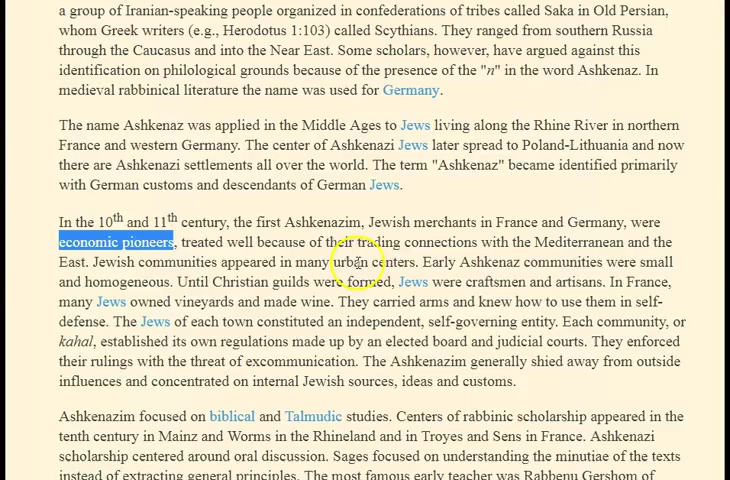 a group of Iranian-speaking people organized in confederations of tribes called Saka in Old Persian,
whom Greek writers (e.g., Herodotus 1:103) called Scythians. They ranged from southern Russia
through the Caucasus and into the Near East. Some scholars, however, have argued against this
identification on philological grounds because of the presence of the "n" in the word Ashkenaz. In
medieval rabbinical literature the name was used for Germany.
The name Ashkenaz was applied in the Middle Ages to Jews living along the Rhine River in northern
France and western Germany. The center of Ashkenazi Jews later spread to Poland-Lithuania and now
there are Ashkenazi settlements all over the world. The term "Ashkenaz" became identified primarily
with German customs and descendants of German Jews.
In the 10th and 11th century, the first Ashkenazim, Jewish merchants in France and Germany, were
economic pioneers, treated well because of their trading connections with the Mediterranean and the
East. Jewish communities appeared in many urban centers. Early Ashkenaz communities were small
and homogeneous. Until Christian guilds were formed, Jews were craftsmen and artisans. In France,
many Jews owned vineyards and made wine. They carried arms and knew how to use them in self-
defense. The Jews of each town constituted an independent, self-governing entity. Each community, or
kahal, established its own regulations made up by an elected board and judicial courts. They enforced
their rulings with the threat of excommunication. The Ashkenazim generally shied away from outside
influences and concentrated on internal Jewish sources, ideas and customs.
Ashkenazim focused on biblical and Talmudic studies. Centers of rabbinic scholarship appeared in the
tenth century in Mainz and Worms in the Rhineland and in Troyes and Sens in France. Ashkenazi
scholarship centered around oral discussion. Sages focused on understanding the minutiae of the texts
instead of extracting general principles. The most famous early teacher was Rabbenu Gershom of